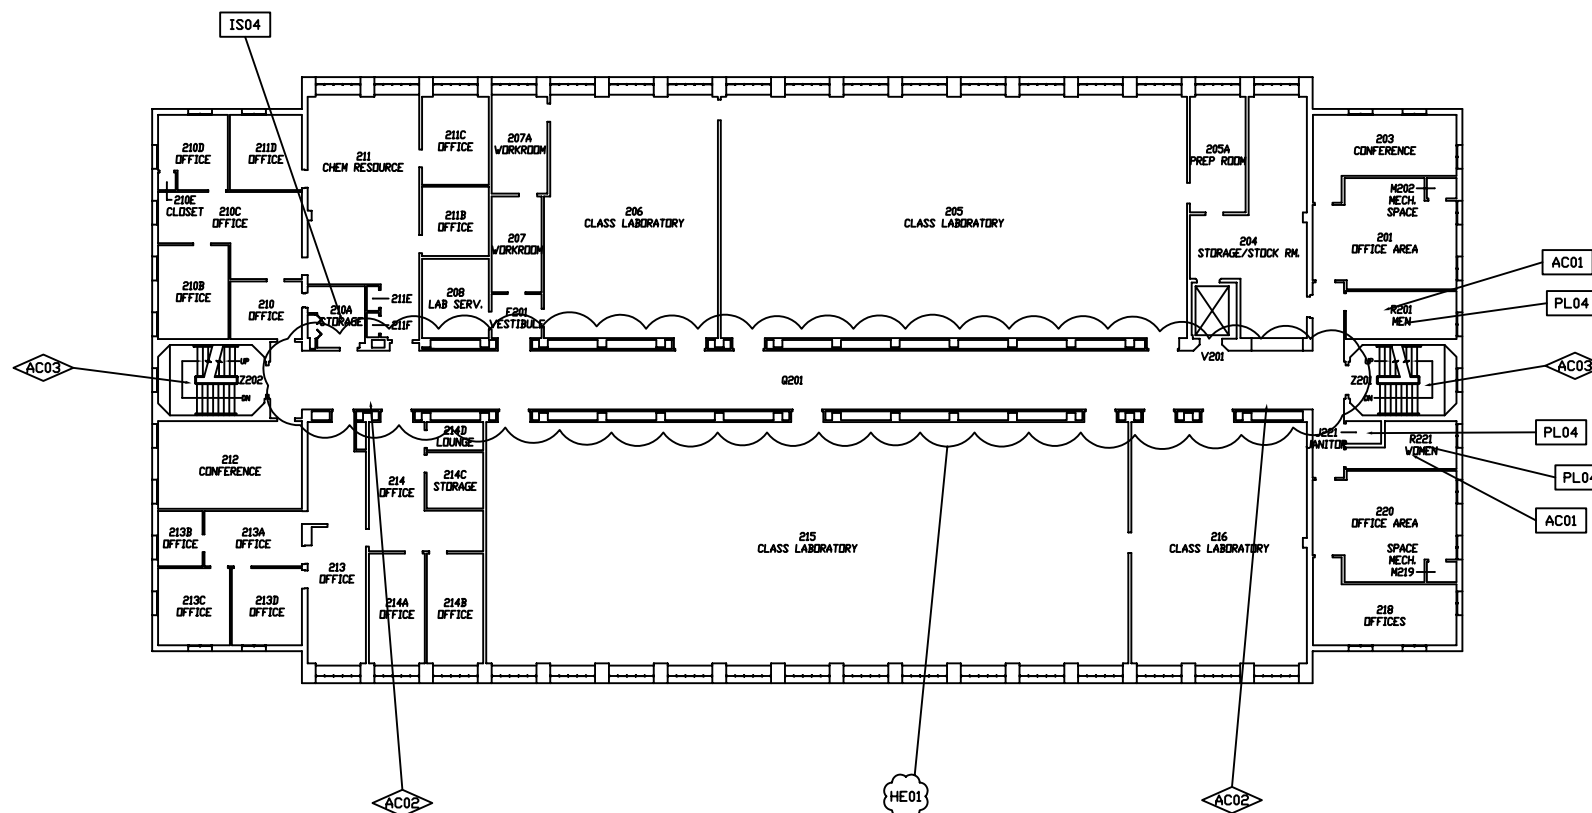 IS04
210D
OFFICE
211D
OFFICE
211
CHEM RESOURCE
211C
OFFICE
207A
WORKROOM
205A
PREP ROOM
203
CONFERENCE
210E
CLOSET
210C
OFFICE
211B
OFFICE
206
CLASS LABORATORY
205
CLASS LABORATORY
M202
MECH.
SPACE
207
WORKROOM
204
STORAGE/STOCK RM.
201
OFFICE AREA
210B
OFFICE
210
OFFICE
210A
STORAGE
211E
211F
208
LAB SERV.
E201
VESTIBULE
AC01
R201
MEN
PL04
V201
AC03
UP
Z202
DN
Q201
UP
Z201
DN
AC03
212
CONFERENCE
214D
LOUNGE
J221
JANITOR
R221
WOMEN
PL04
214
OFFICE
214C
STORAGE
PL04
213B
OFFICE
213A
OFFICE
215
CLASS LABORATORY
216
CLASS LABORATORY
220
OFFICE AREA
AC01
SPACE
MECH.
M219
213
OFFICE
213C
OFFICE
213D
OFFICE
214A
OFFICE
214B
OFFICE
218
OFFICES
AC02
HE01
AC02